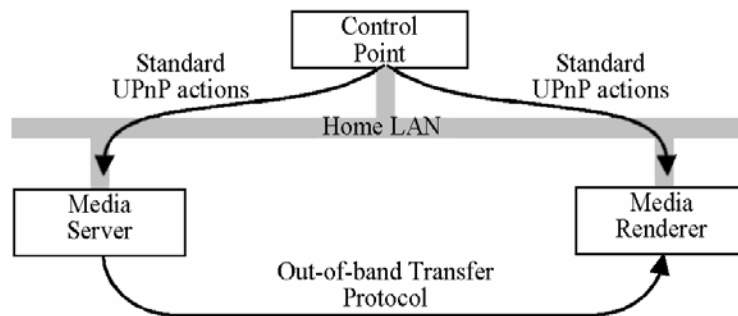 Control
Point
Standard
UPnP actions
Standard
UPnP actions
Home LAN
Media
Server
Media
Renderer
Out-of-band Transfer
Protocol